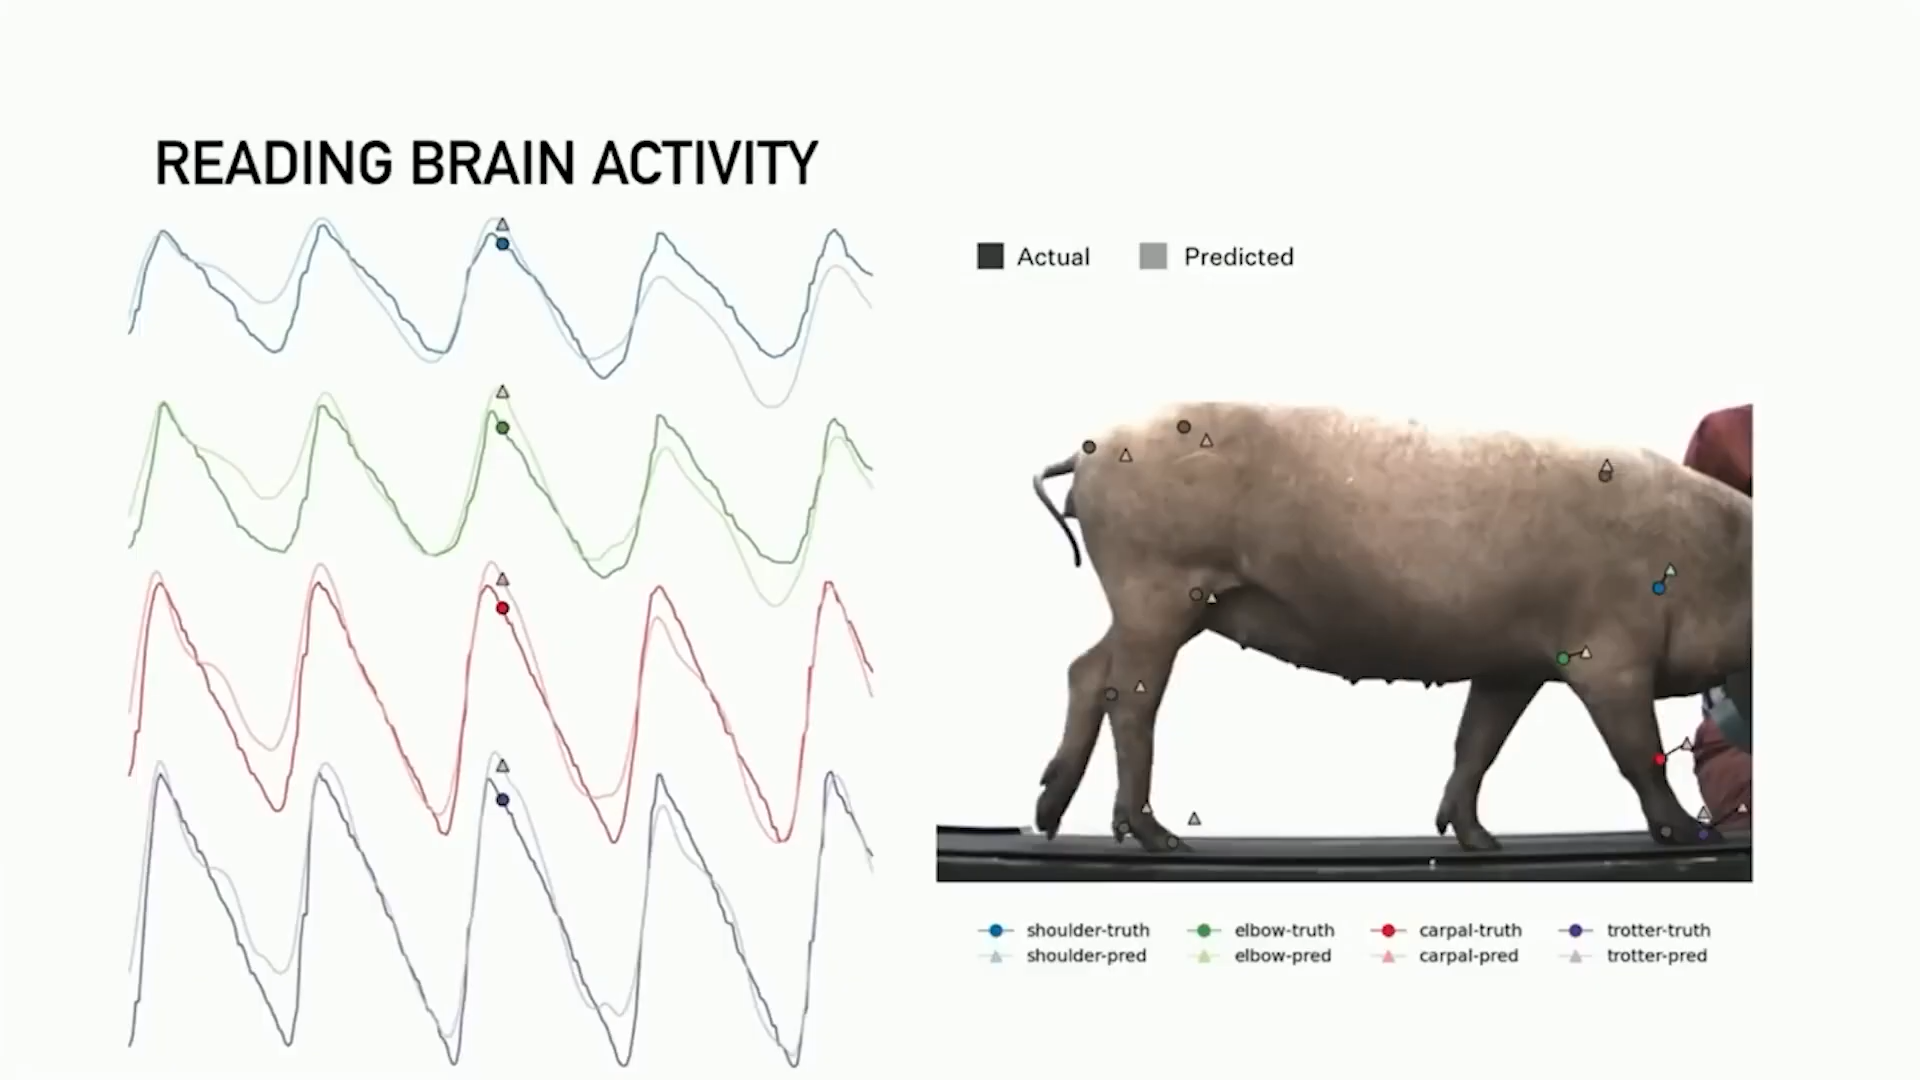 READING BRAIN ACTIVITY
Actual Predicted
shoulder-truth elbow-truth carpal-truth trotter-truth
shoulder-pred elbow-pred carpal-pred trotter-pred